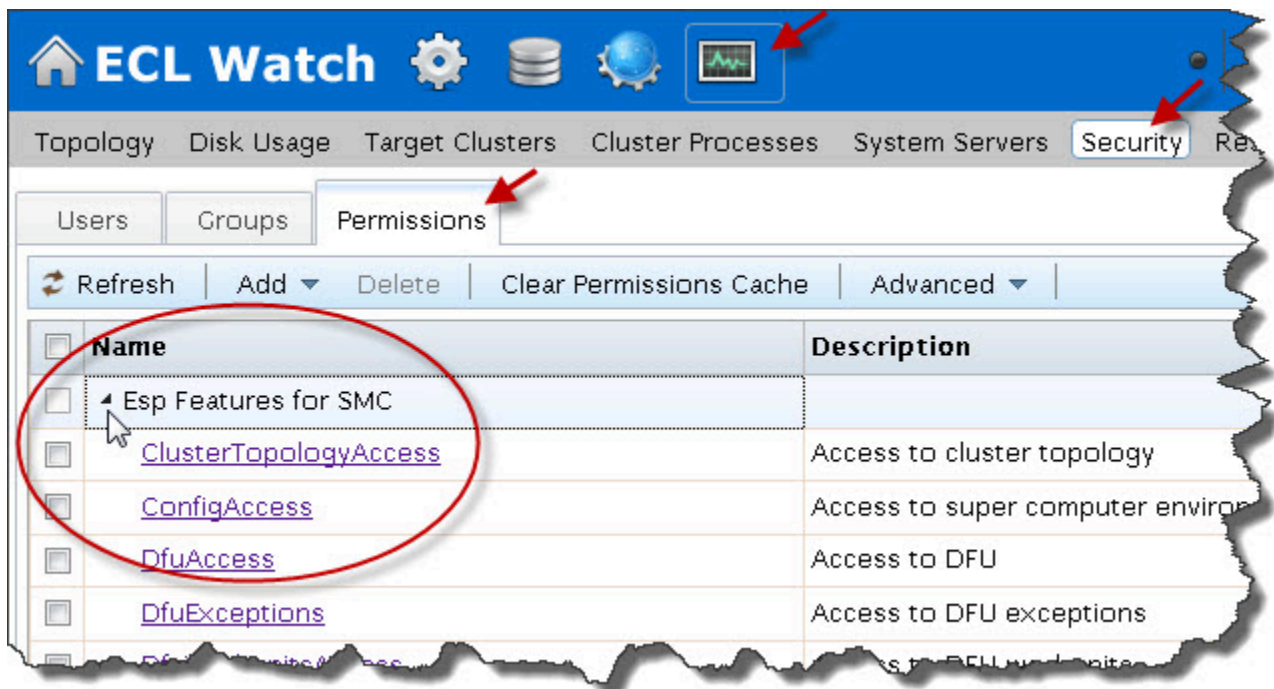 ECL Watch
Topology Disk Usage Target Clusters Cluster Processes System Servers Security
Users Groups Permissions
Refresh Add Delete Clear Permissions Cache Advanced
Name Description
Esp Features for SMC
ClusterTopologyAccess Access to cluster topology
ConfigAccess Access to super computer
DfuAccess Access to DFU
DfuExceptions Access to DFU exceptions